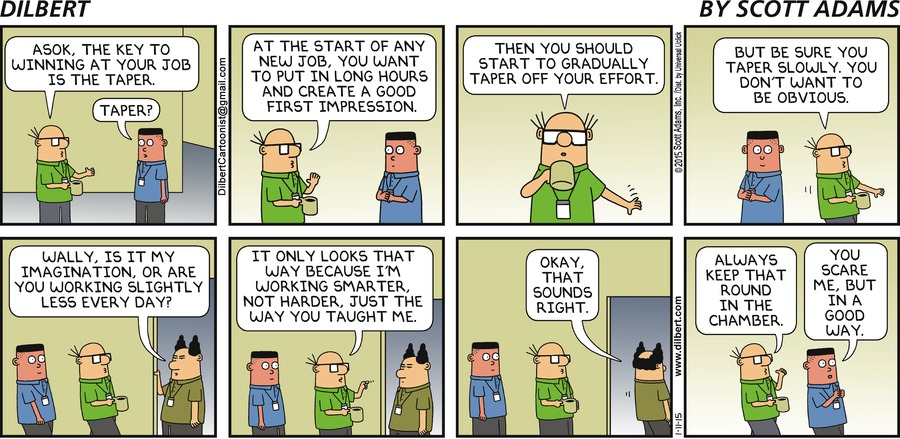 DILBERT
BY SCOTT ADAMS
ASOK, THE KEY TO
WINNING AT YOUR JOB
IS THE TAPER.
TAPER?
DilbertCartoonist@gmail.com
AT THE START OF ANY
NEW JOB, YOU WANT
TO PUT IN LONG HOURS
AND CREATE A GOOD
FIRST IMPRESSION.
THEN YOU SHOULD
START TO GRADUALLY
TAPER OFF YOUR EFFORT.
©2015 Scott Adams, Inc. /Dist. by Universal Uclick
BUT BE SURE YOU
TAPER SLOWLY. YOU
DON'T WANT TO
BE OBVIOUS.
WALLY, IS IT MY
IMAGINATION, OR ARE
YOU WORKING SLIGHTLY
LESS EVERY DAY?
IT ONLY LOOKS THAT
WAY BECAUSE I'M
WORKING SMARTER,
NOT HARDER, JUST THE
WAY YOU TAUGHT ME.
OKAY,
THAT
SOUNDS
RIGHT.
www.dilbert.com
1-11-15
ALWAYS
KEEP THAT
ROUND
IN THE
CHAMBER.
YOU
SCARE
ME, BUT
IN A
GOOD
WAY.